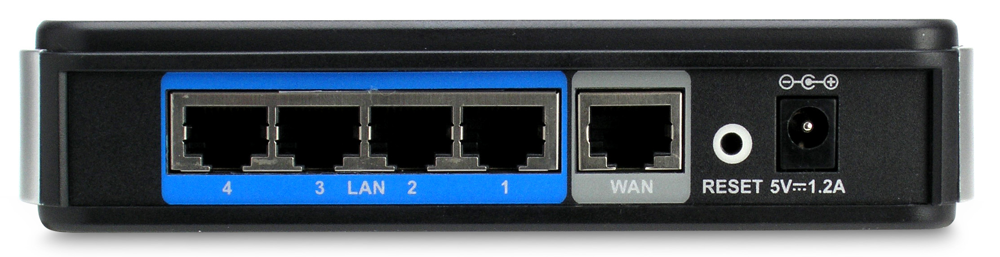 4 3 LAN 2 1
WAN
RESET
5V⎓1.2A